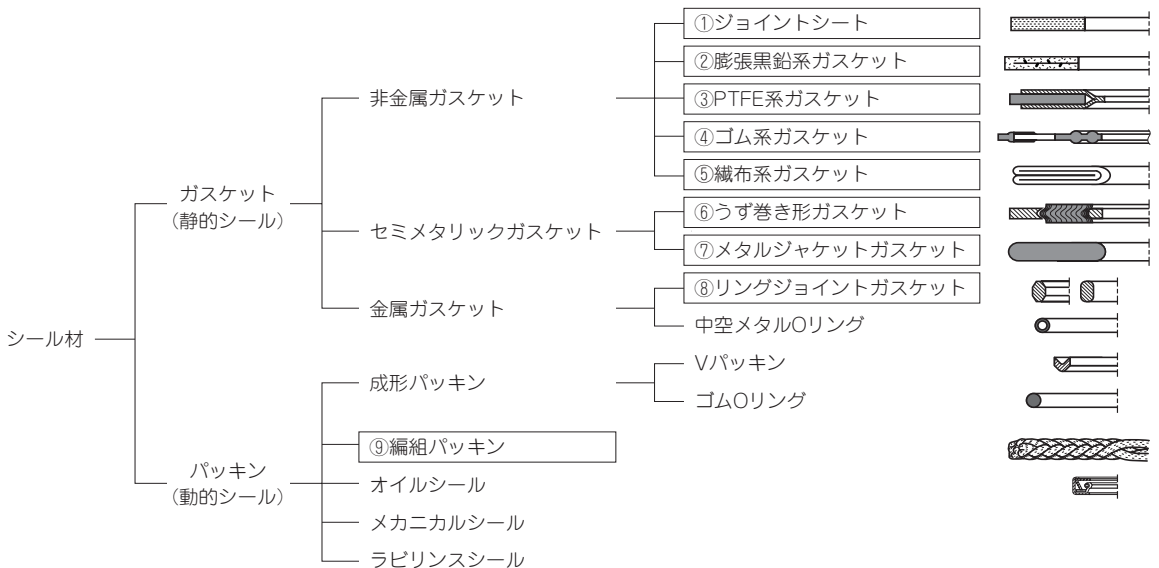 ①ジョイントシート
②膨張黒鉛系ガスケット
非金属ガスケット
③PTFE系ガスケット
④ゴム系ガスケット
⑤繊布系ガスケット
ガスケット
(静的シール)
⑥うず巻き形ガスケット
セミメタリックガスケット
⑦メタルジャケットガスケット
⑧リングジョイントガスケット
金属ガスケット
中空メタルOリング
シール材
Vパッキン
成形パッキン
ゴムOリング
⑨編組パッキン
パッキン
(動的シール)
オイルシール
メカニカルシール
ラビリンスシール